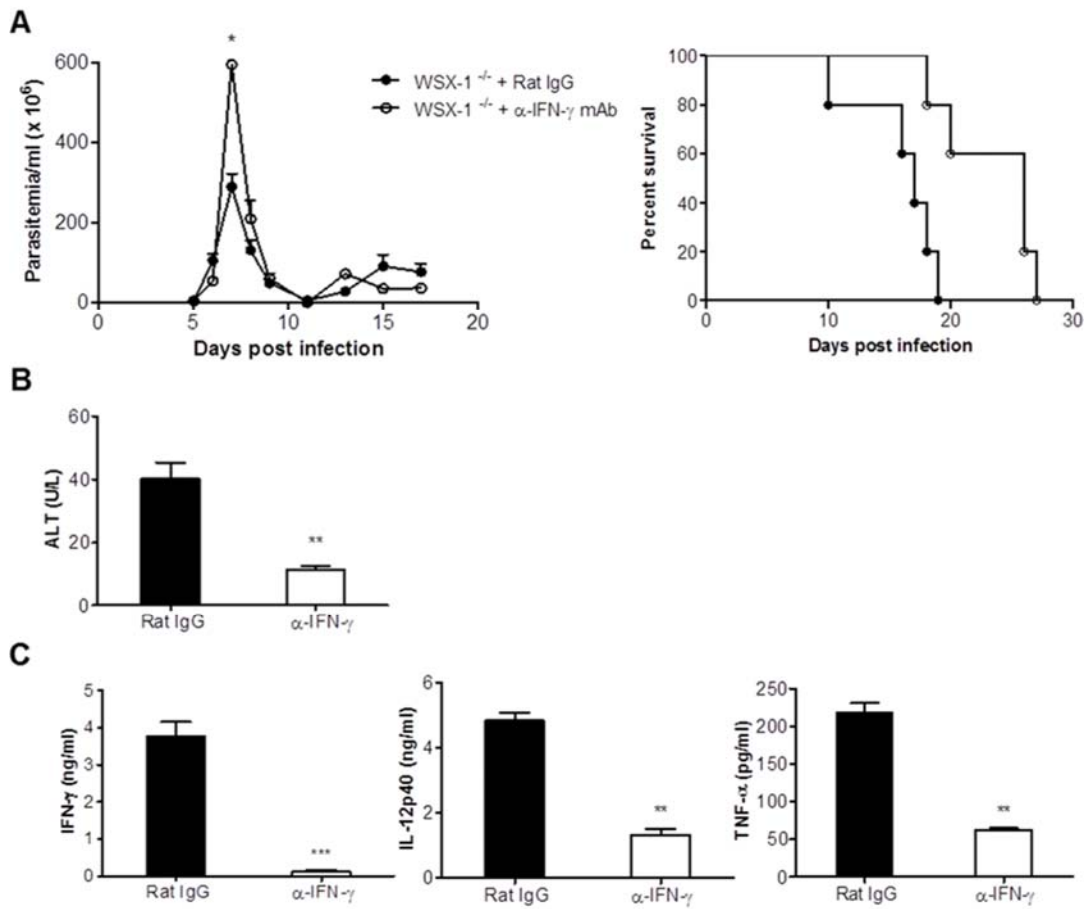 A
*
600
400
200
0
Parasitemia/ml (x 10⁶)
0 5 10 15 20
Days post infection
WSX-1 -/- + Rat IgG
WSX-1 -/- + α-IFN-γ mAb
100
80
60
40
20
0
Percent survival
0 10 20 30
Days post infection
B
60
40
20
0
ALT (U/L)
**
Rat IgG α-IFN-γ
C
5
4
3
2
1
0
IFN-γ (ng/ml)
***
Rat IgG α-IFN-γ
6
4
2
0
IL-12p40 (ng/ml)
**
Rat IgG α-IFN-γ
250
200
150
100
50
0
TNF-α (pg/ml)
**
Rat IgG α-IFN-γ